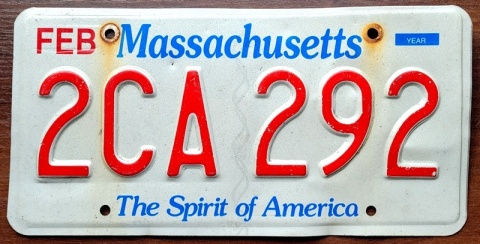 FEB Massachusetts YEAR
2CA 292
The Spirit of America